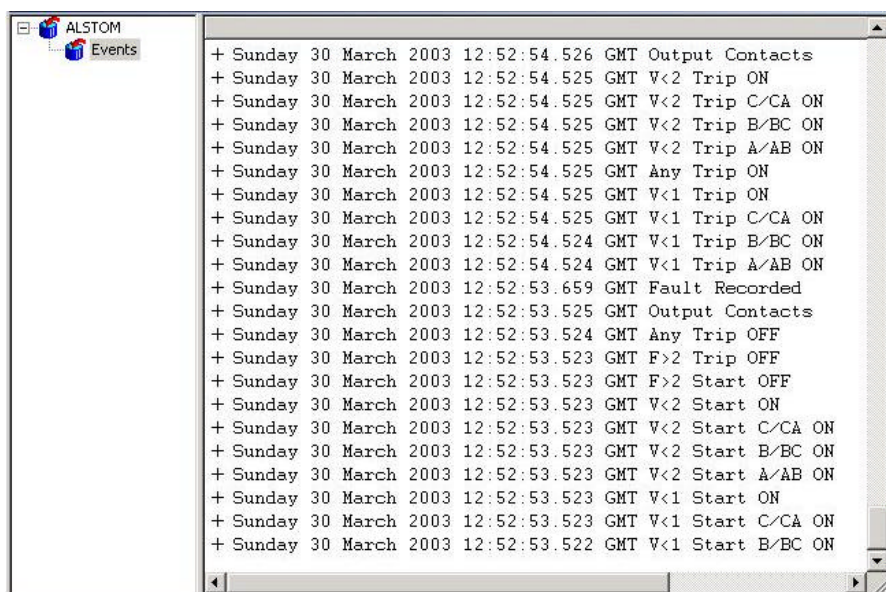 ALSTOM
Events
+ Sunday 30 March 2003 12:52:54.526 GMT Output Contacts
+ Sunday 30 March 2003 12:52:54.525 GMT V<2 Trip ON
+ Sunday 30 March 2003 12:52:54.525 GMT V<2 Trip C/CA ON
+ Sunday 30 March 2003 12:52:54.525 GMT V<2 Trip B/BC ON
+ Sunday 30 March 2003 12:52:54.525 GMT V<2 Trip A/AB ON
+ Sunday 30 March 2003 12:52:54.525 GMT Any Trip ON
+ Sunday 30 March 2003 12:52:54.525 GMT V<1 Trip ON
+ Sunday 30 March 2003 12:52:54.525 GMT V<1 Trip C/CA ON
+ Sunday 30 March 2003 12:52:54.524 GMT V<1 Trip B/BC ON
+ Sunday 30 March 2003 12:52:54.524 GMT V<1 Trip A/AB ON
+ Sunday 30 March 2003 12:52:53.659 GMT Fault Recorded
+ Sunday 30 March 2003 12:52:53.525 GMT Output Contacts
+ Sunday 30 March 2003 12:52:53.524 GMT Any Trip OFF
+ Sunday 30 March 2003 12:52:53.523 GMT F>2 Trip OFF
+ Sunday 30 March 2003 12:52:53.523 GMT F>2 Start OFF
+ Sunday 30 March 2003 12:52:53.523 GMT V<2 Start ON
+ Sunday 30 March 2003 12:52:53.523 GMT V<2 Start C/CA ON
+ Sunday 30 March 2003 12:52:53.523 GMT V<2 Start B/BC ON
+ Sunday 30 March 2003 12:52:53.523 GMT V<2 Start A/AB ON
+ Sunday 30 March 2003 12:52:53.523 GMT V<1 Start ON
+ Sunday 30 March 2003 12:52:53.523 GMT V<1 Start C/CA ON
+ Sunday 30 March 2003 12:52:53.522 GMT V<1 Start B/BC ON